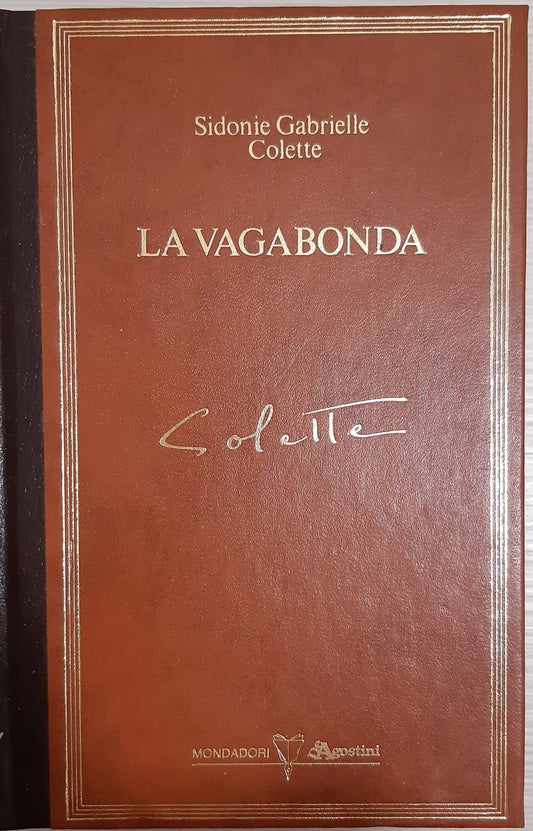 Sidonie Gabrielle
Colette
LA VAGABONDA
Colette
MONDADORI DeAgostini